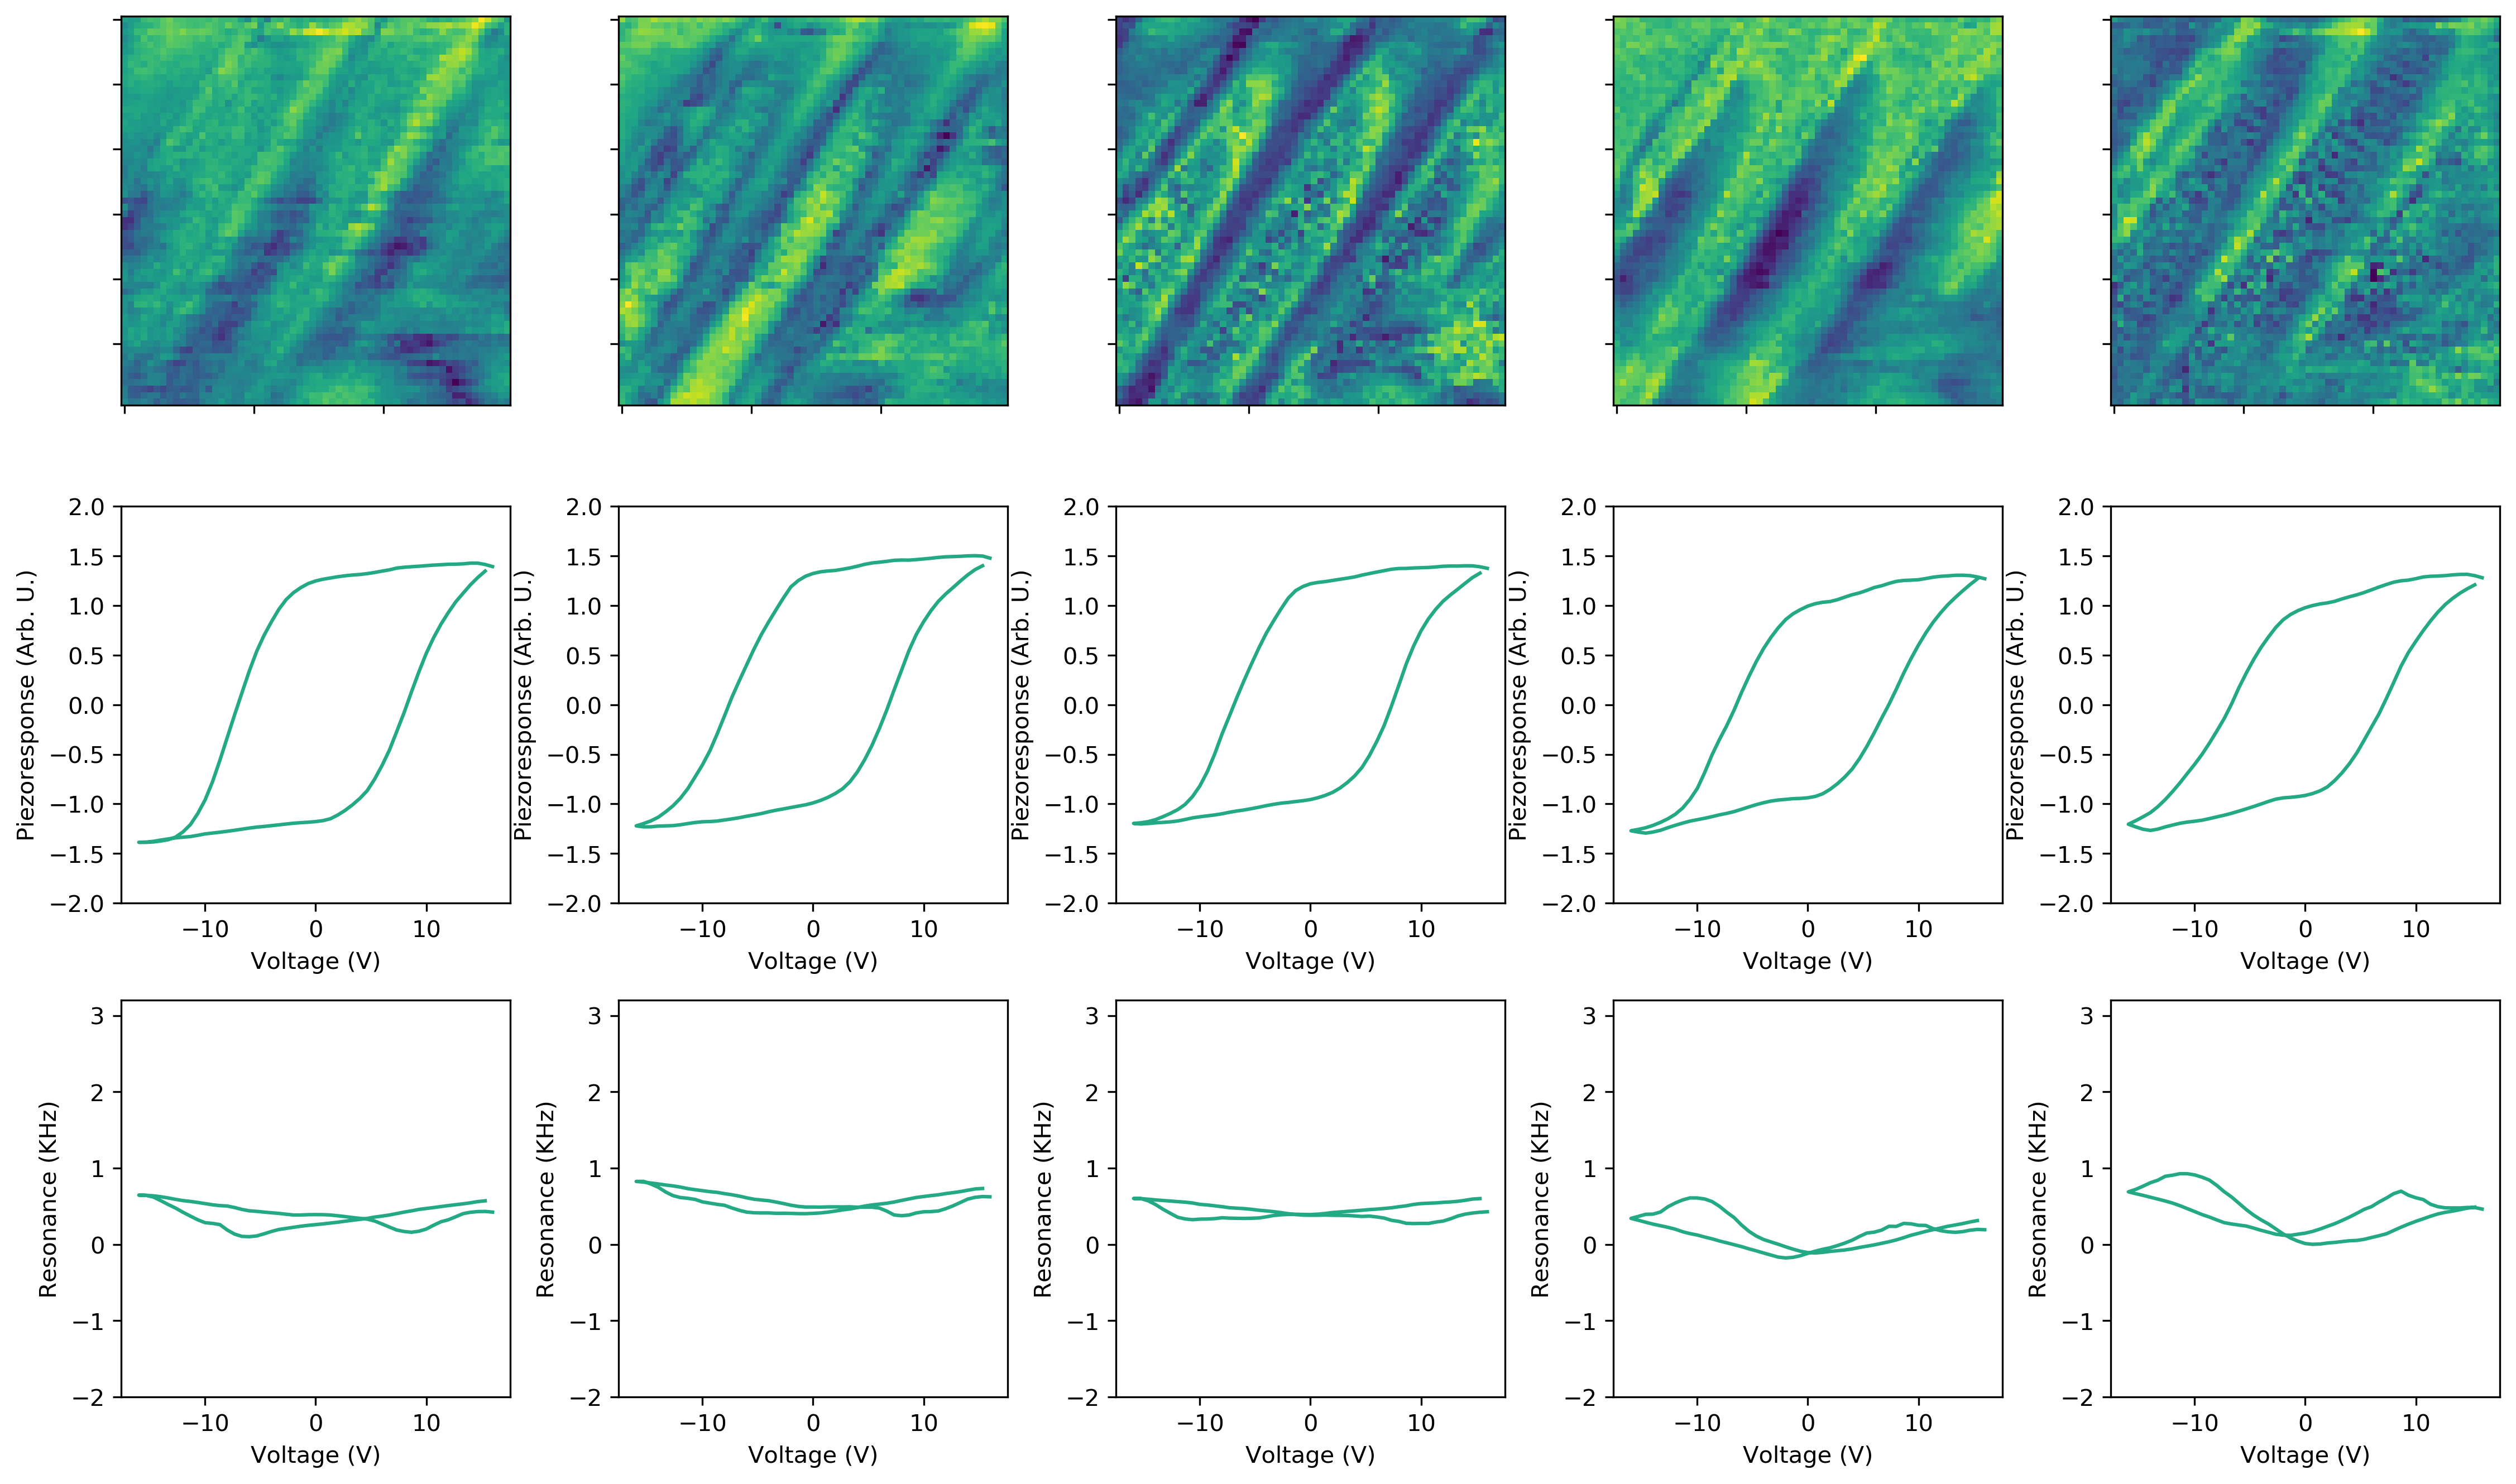 2.0 2.0 2.0 2.0 2.0
1.5 1.5 1.5 1.5 1.5
1.0 1.0 1.0 1.0 1.0
0.5 0.5 0.5 0.5 0.5
0.0 0.0 0.0 0.0 0.0
−0.5 −0.5 −0.5 −0.5 −0.5
−1.0 −1.0 −1.0 −1.0 −1.0
−1.5 −1.5 −1.5 −1.5 −1.5
−2.0 −2.0 −2.0 −2.0 −2.0
Piezoresponse (Arb. U.) Piezoresponse (Arb. U.) Piezoresponse (Arb. U.) Piezoresponse (Arb. U.) Piezoresponse (Arb. U.)
−10 0 10 −10 0 10 −10 0 10 −10 0 10 −10 0 10
Voltage (V) Voltage (V) Voltage (V) Voltage (V) Voltage (V)
3 3 3 3 3
2 2 2 2 2
1 1 1 1 1
0 0 0 0 0
−1 −1 −1 −1 −1
−2 −2 −2 −2 −2
Resonance (KHz) Resonance (KHz) Resonance (KHz) Resonance (KHz) Resonance (KHz)
−10 0 10 −10 0 10 −10 0 10 −10 0 10 −10 0 10
Voltage (V) Voltage (V) Voltage (V) Voltage (V) Voltage (V)